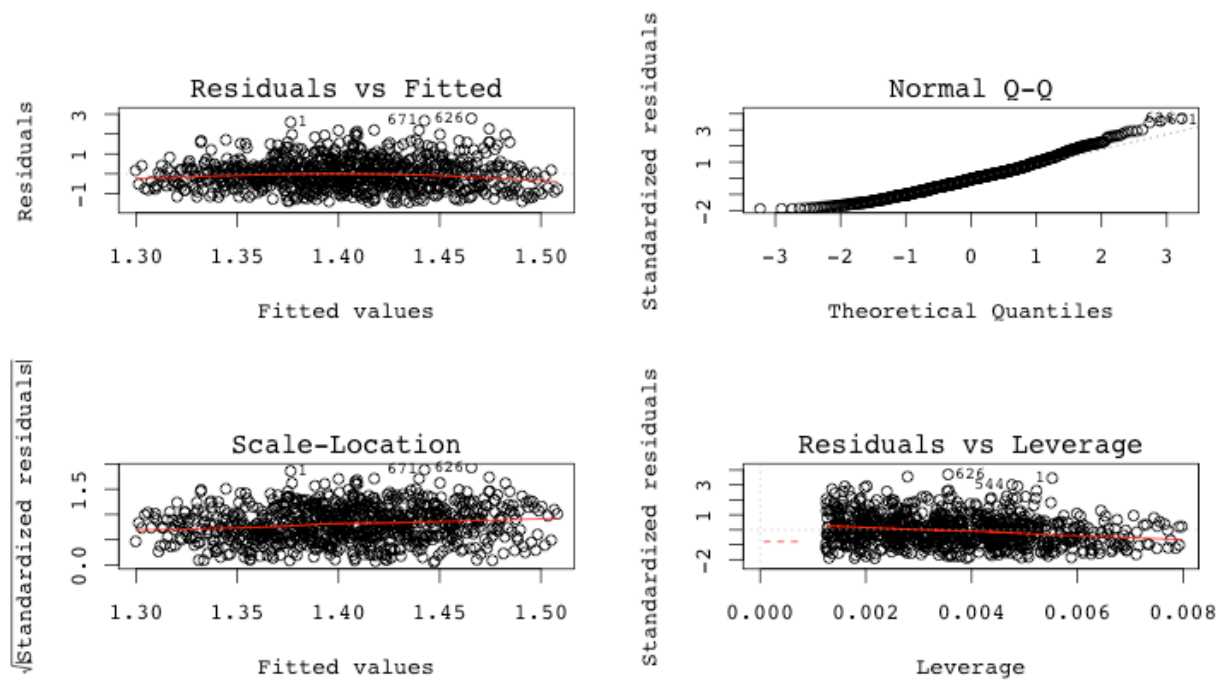 Residuals vs Fitted
Residuals
3
1
-1
1
671
626
1.30 1.35 1.40 1.45 1.50
Fitted values
Normal Q-Q
Standardized residuals
3
1
-2
-3 -2 -1 0 1 2 3
Theoretical Quantiles
Scale-Location
√|Standardized residuals|
1.5
0.0
1
671
626
1.30 1.35 1.40 1.45 1.50
Fitted values
Residuals vs Leverage
Standardized residuals
3
1
-2
626
544
1
0.000 0.002 0.004 0.006 0.008
Leverage